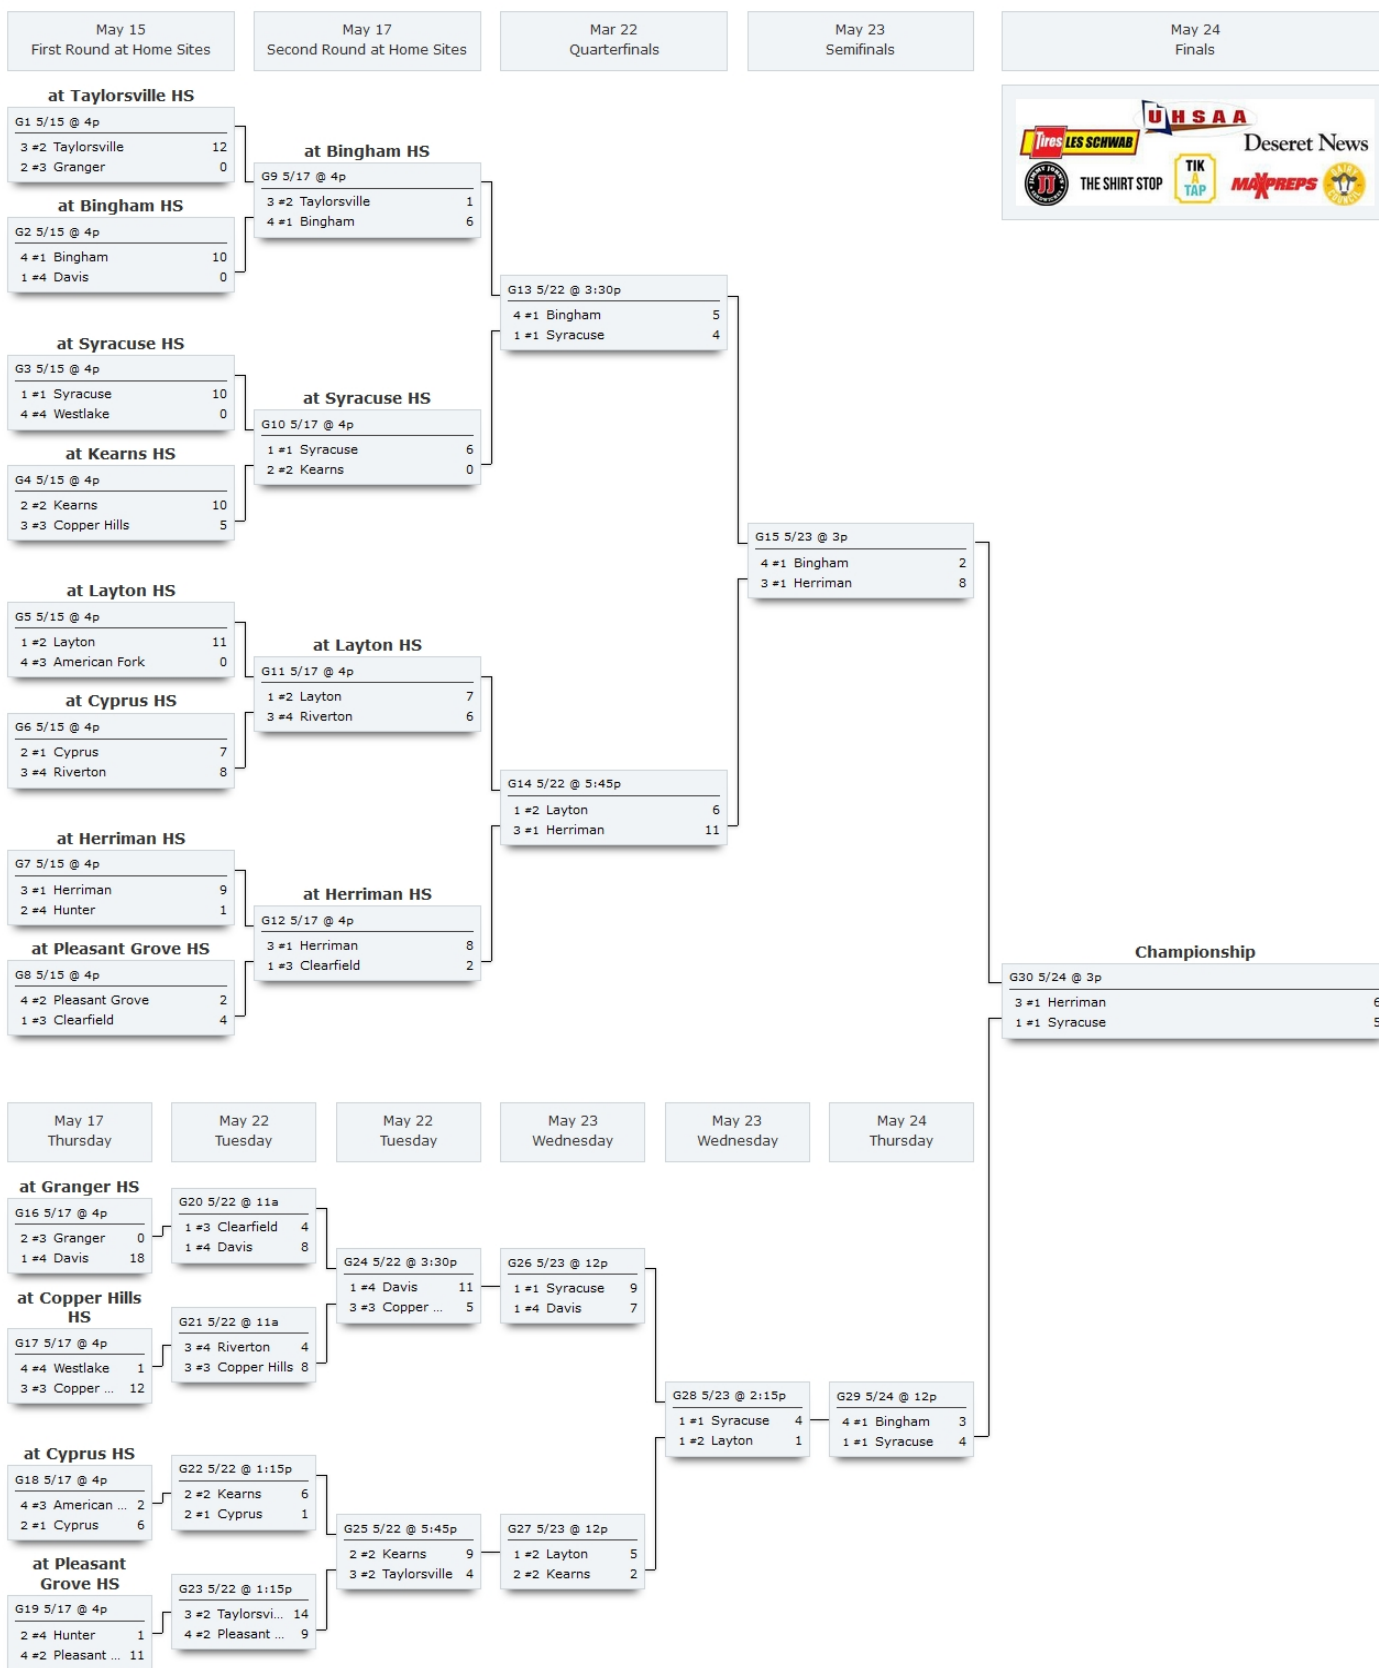 May 15
First Round at Home Sites
May 17
Second Round at Home Sites
Mar 22
Quarterfinals
May 23
Semifinals
May 24
Finals
UHSAA
Tires LES SCHWAB
Deseret News
JIMMY JOHN'S
SANDWICHES
JJ
THE SHIRT STOP
TIK
A
TAP
MAXPREPS
DAIRY
COUNCIL
at Taylorsville HS
G1 5/15 @ 4p
3 #2 Taylorsville 12
2 #3 Granger 0
at Bingham HS
G2 5/15 @ 4p
4 #1 Bingham 10
1 #4 Davis 0
at Syracuse HS
G3 5/15 @ 4p
1 #1 Syracuse 10
4 #4 Westlake 0
at Kearns HS
G4 5/15 @ 4p
2 #2 Kearns 10
3 #3 Copper Hills 5
at Layton HS
G5 5/15 @ 4p
1 #2 Layton 11
4 #3 American Fork 0
at Cyprus HS
G6 5/15 @ 4p
2 #1 Cyprus 7
3 #4 Riverton 8
at Herriman HS
G7 5/15 @ 4p
3 #1 Herriman 9
2 #4 Hunter 1
at Pleasant Grove HS
G8 5/15 @ 4p
4 #2 Pleasant Grove 2
1 #3 Clearfield 4
at Bingham HS
G9 5/17 @ 4p
3 #2 Taylorsville 1
4 #1 Bingham 6
at Syracuse HS
G10 5/17 @ 4p
1 #1 Syracuse 6
2 #2 Kearns 0
at Layton HS
G11 5/17 @ 4p
1 #2 Layton 7
3 #4 Riverton 6
at Herriman HS
G12 5/17 @ 4p
3 #1 Herriman 8
1 #3 Clearfield 2
G13 5/22 @ 3:30p
4 #1 Bingham 5
1 #1 Syracuse 4
G14 5/22 @ 5:45p
1 #2 Layton 6
3 #1 Herriman 11
G15 5/23 @ 3p
4 #1 Bingham 2
3 #1 Herriman 8
Championship
G30 5/24 @ 3p
3 #1 Herriman 6
1 #1 Syracuse 5
May 17
Thursday
May 22
Tuesday
May 22
Tuesday
May 23
Wednesday
May 23
Wednesday
May 24
Thursday
at Granger HS
G16 5/17 @ 4p
2 #3 Granger 0
1 #4 Davis 18
at Copper Hills
HS
G17 5/17 @ 4p
4 #4 Westlake 1
3 #3 Copper ... 12
at Cyprus HS
G18 5/17 @ 4p
4 #3 American ... 2
2 #1 Cyprus 6
at Pleasant
Grove HS
G19 5/17 @ 4p
2 #4 Hunter 1
4 #2 Pleasant ... 11
G20 5/22 @ 11a
1 #3 Clearfield 4
1 #4 Davis 8
G21 5/22 @ 11a
3 #4 Riverton 4
3 #3 Copper Hills 8
G22 5/22 @ 1:15p
2 #2 Kearns 6
2 #1 Cyprus 1
G23 5/22 @ 1:15p
3 #2 Taylorsvi... 14
4 #2 Pleasant ... 9
G24 5/22 @ 3:30p
1 #4 Davis 11
3 #3 Copper ... 5
G25 5/22 @ 5:45p
2 #2 Kearns 9
3 #2 Taylorsville 4
G26 5/23 @ 12p
1 #1 Syracuse 9
1 #4 Davis 7
G27 5/23 @ 12p
1 #2 Layton 5
2 #2 Kearns 2
G28 5/23 @ 2:15p
1 #1 Syracuse 4
1 #2 Layton 1
G29 5/24 @ 12p
4 #1 Bingham 3
1 #1 Syracuse 4